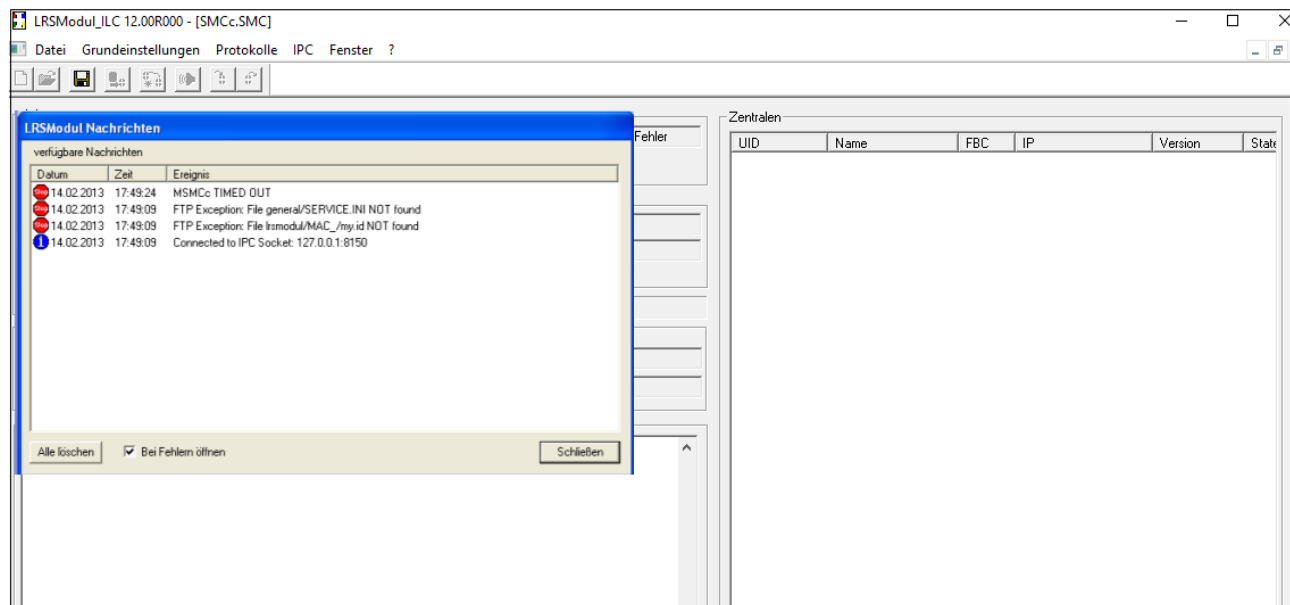 LRSModul_ILC 12.00R000 - [SMCc.SMC]
Datei Grundeinstellungen Protokolle IPC Fenster ?
LRSModul Nachrichten
verfügbare Nachrichten
Datum Zeit Ereignis
Stop 14.02.2013 17:49:24 MSMCc TIMED OUT
Stop 14.02.2013 17:49:09 FTP Exception: File general/SERVICE.INI NOT found
Stop 14.02.2013 17:49:09 FTP Exception: File lrsmodul/MAC_/my.id NOT found
i 14.02.2013 17:49:09 Connected to IPC Socket: 127.0.0.1:8150
Alle löschen Bei Fehlern öffnen Schließen
Fehler
Zentralen
UID Name FBC IP Version State